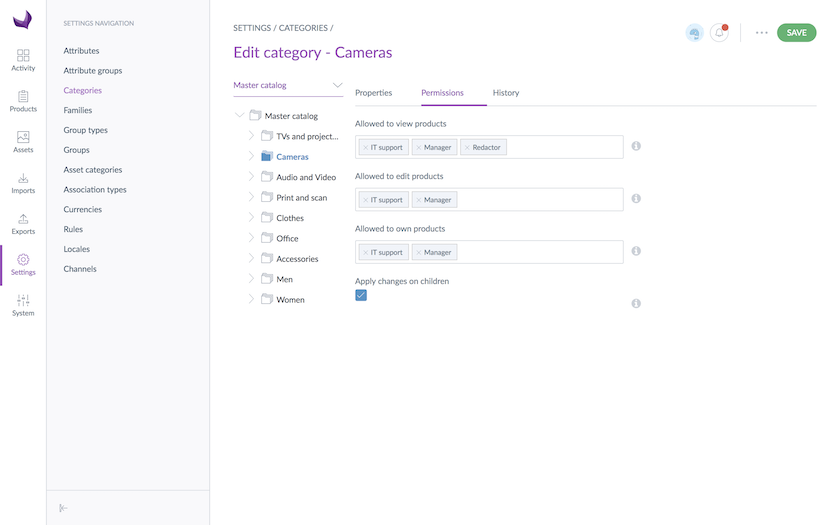 Activity
Products
Assets
Imports
Exports
Settings
System
SETTINGS NAVIGATION
Attributes
Attribute groups
Categories
Families
Group types
Groups
Asset categories
Association types
Currencies
Rules
Locales
Channels
SETTINGS / CATEGORIES /
SAVE
Edit category - Cameras
Master catalog
Master catalog
TVs and project...
Cameras
Audio and Video
Print and scan
Clothes
Office
Accessories
Men
Women
Properties Permissions History
Allowed to view products
× IT support × Manager × Redactor
Allowed to edit products
× IT support × Manager
Allowed to own products
× IT support × Manager
Apply changes on children